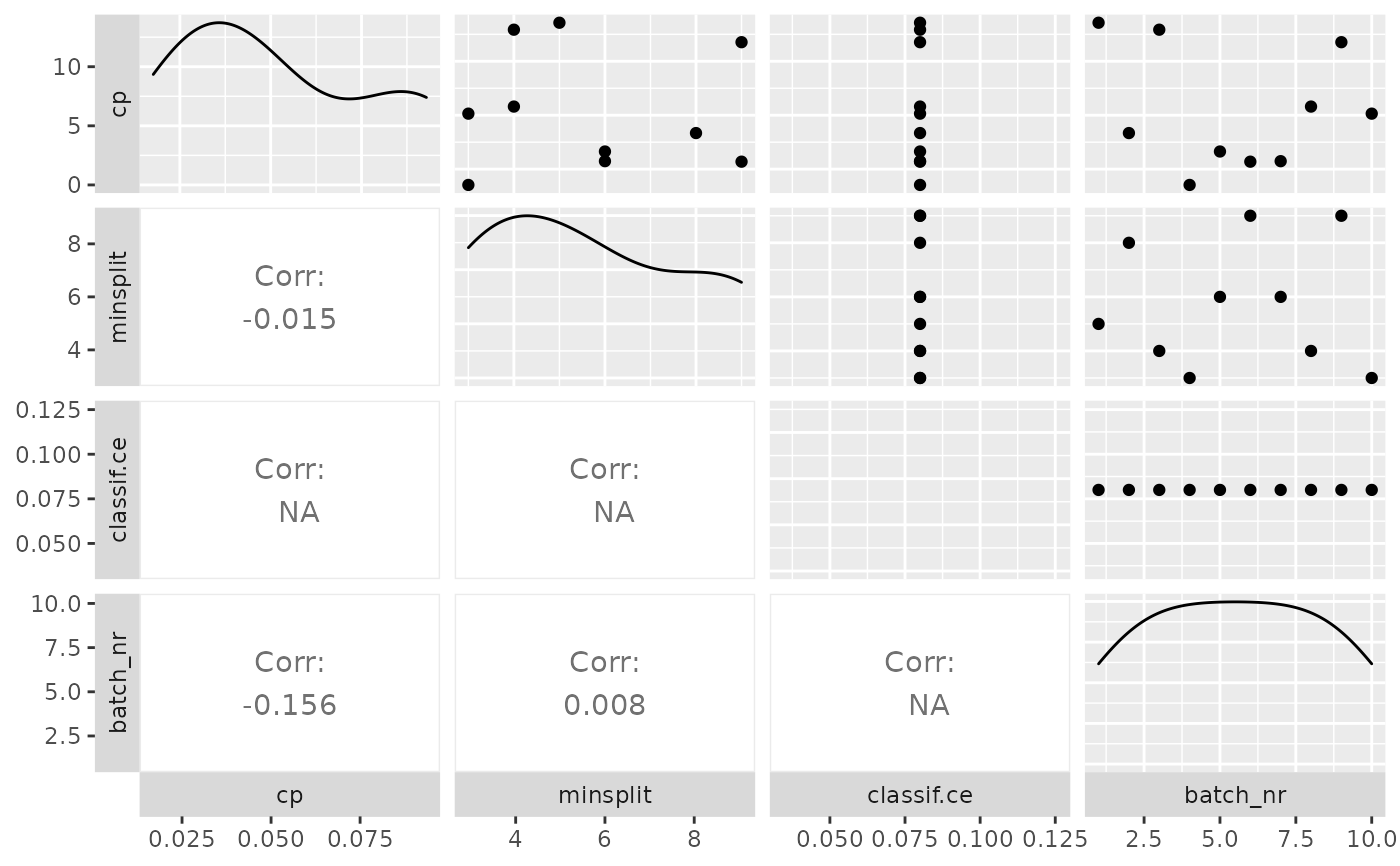 10
5
0
cp
8
6
4
minsplit
Corr:
-0.015
0.125
0.100
0.075
0.050
classif.ce
Corr:
NA
Corr:
NA
10.0
7.5
5.0
2.5
batch_nr
Corr:
-0.156
Corr:
0.008
Corr:
NA
cp minsplit classif.ce batch_nr
0.025 0.050 0.075 4 6 8 0.050 0.075 0.100 0.125 2.5 5.0 7.5 10.0